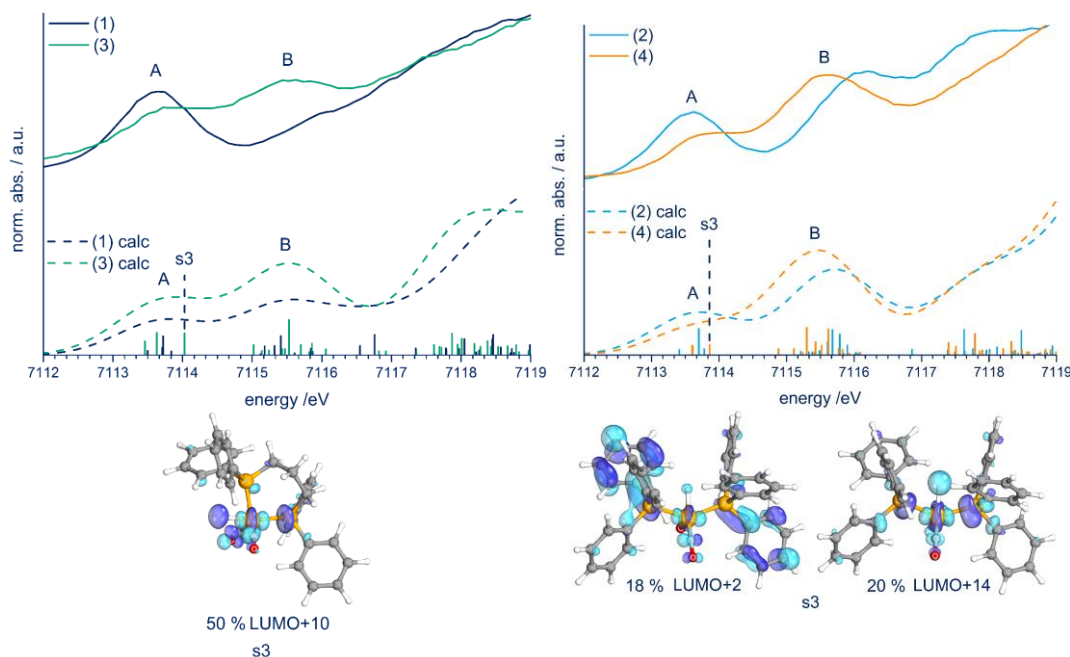 (1)
(3)
A
B
norm. abs. / a.u.
(1) calc
(3) calc
s3
A
B
7112 7113 7114 7115 7116 7117 7118 7119
energy /eV
50 % LUMO+10
s3
(2)
(4)
A
B
norm. abs. / a.u.
(2) calc
(4) calc
s3
A
B
7112 7113 7114 7115 7116 7117 7118 7119
energy /eV
18 % LUMO+2
20 % LUMO+14
s3